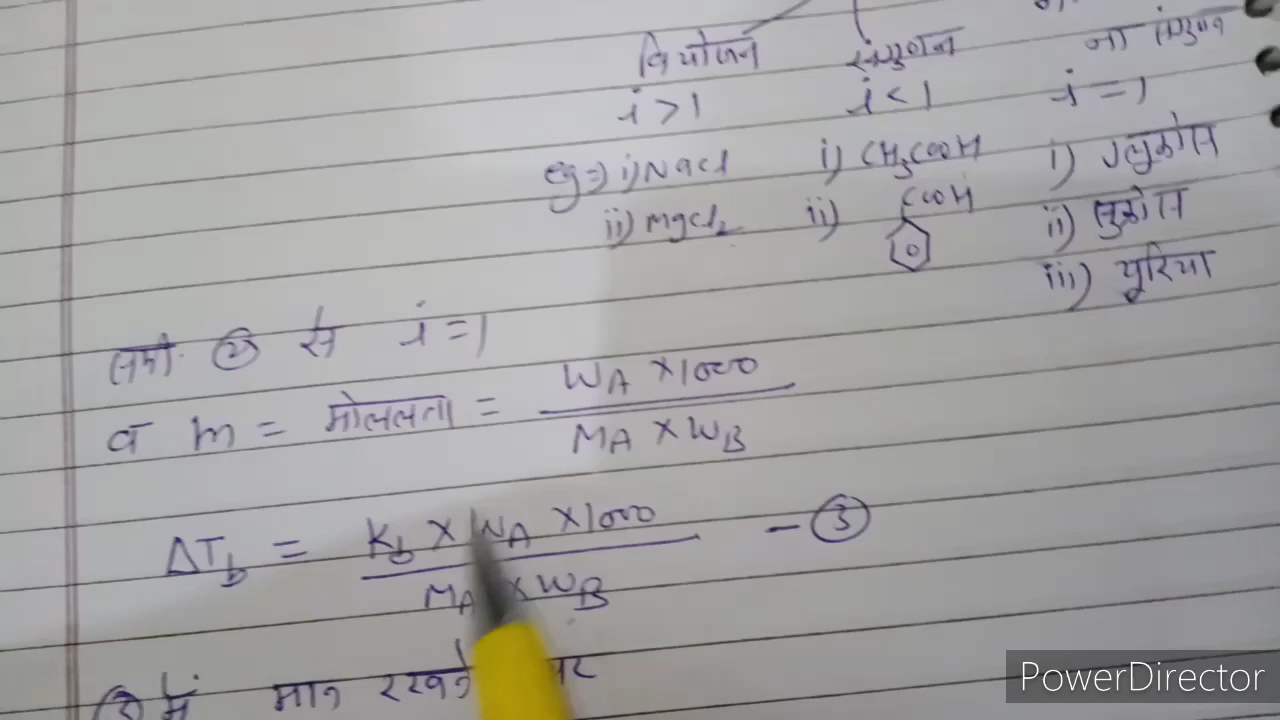 वियोजन संगुणन ना संगुणन
i > 1 i < 1 i = 1
eg => i) NaCl i) CH3COOH i) ग्लुकोस
ii) MgCl2 ii) COOH ii) सुक्रोस
iii) यूरिया
समी. ② से i = 1
व m = मोललता = WA × 1000 / MA × WB
ΔTb = Kb × WA × 1000 / MA × WB - ③
③ में मान रखने पर
PowerDirector